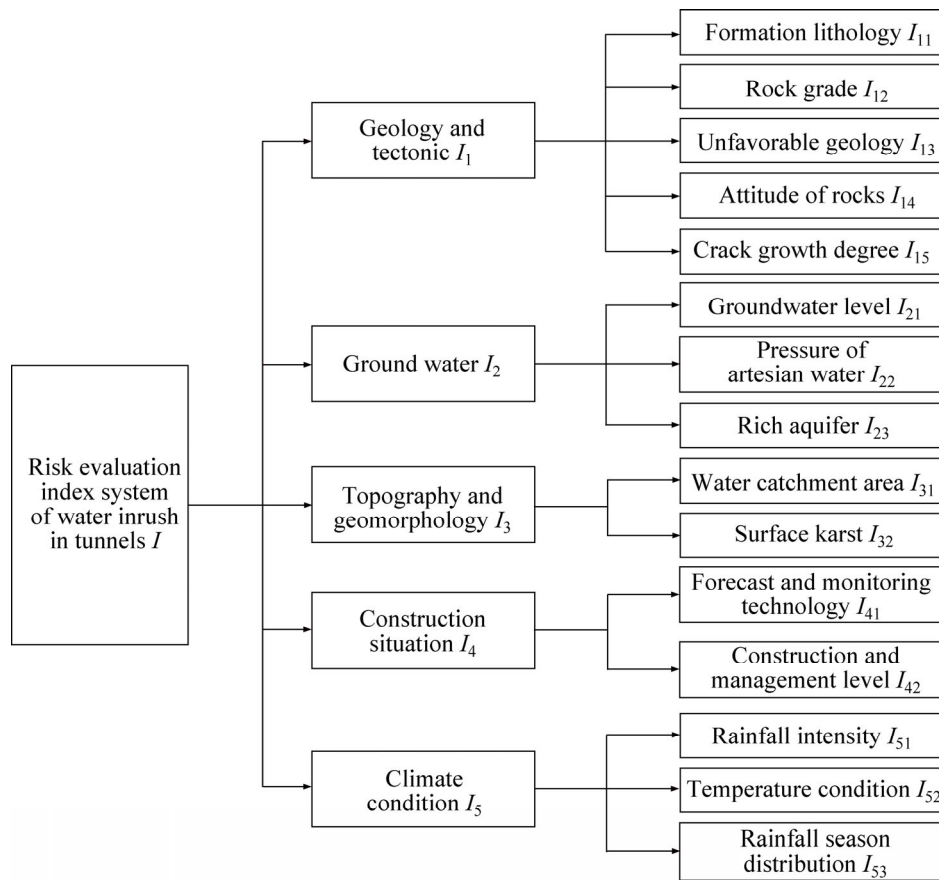 Risk evaluation
index system
of water inrush
in tunnels I
Geology and
tectonic I₁
Formation lithology I₁₁
Rock grade I₁₂
Unfavorable geology I₁₃
Attitude of rocks I₁₄
Crack growth degree I₁₅
Ground water I₂
Groundwater level I₂₁
Pressure of
artesian water I₂₂
Rich aquifer I₂₃
Topography and
geomorphology I₃
Water catchment area I₃₁
Surface karst I₃₂
Construction
situation I₄
Forecast and monitoring
technology I₄₁
Construction and
management level I₄₂
Climate
condition I₅
Rainfall intensity I₅₁
Temperature condition I₅₂
Rainfall season
distribution I₅₃